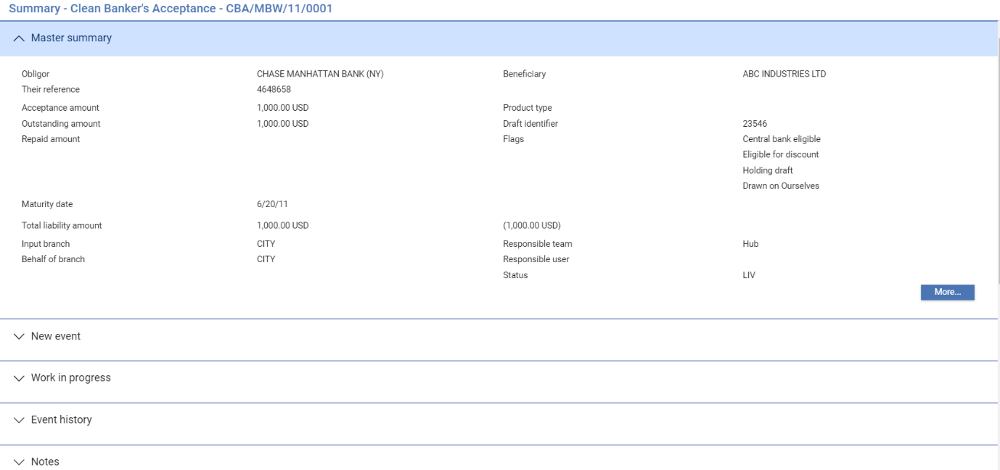 Summary - Clean Banker's Acceptance - CBA/MBW/11/0001
Master summary
Obligor CHASE MANHATTAN BANK (NY) Beneficiary ABC INDUSTRIES LTD
Their reference 4648658
Acceptance amount 1,000.00 USD Product type
Outstanding amount 1,000.00 USD Draft identifier 23546
Repaid amount Flags Central bank eligible
Eligible for discount
Holding draft
Drawn on Ourselves
Maturity date 6/20/11
Total liability amount 1,000.00 USD (1,000.00 USD)
Input branch CITY Responsible team Hub
Behalf of branch CITY Responsible user
Status LIV
More...
New event
Work in progress
Event history
Notes